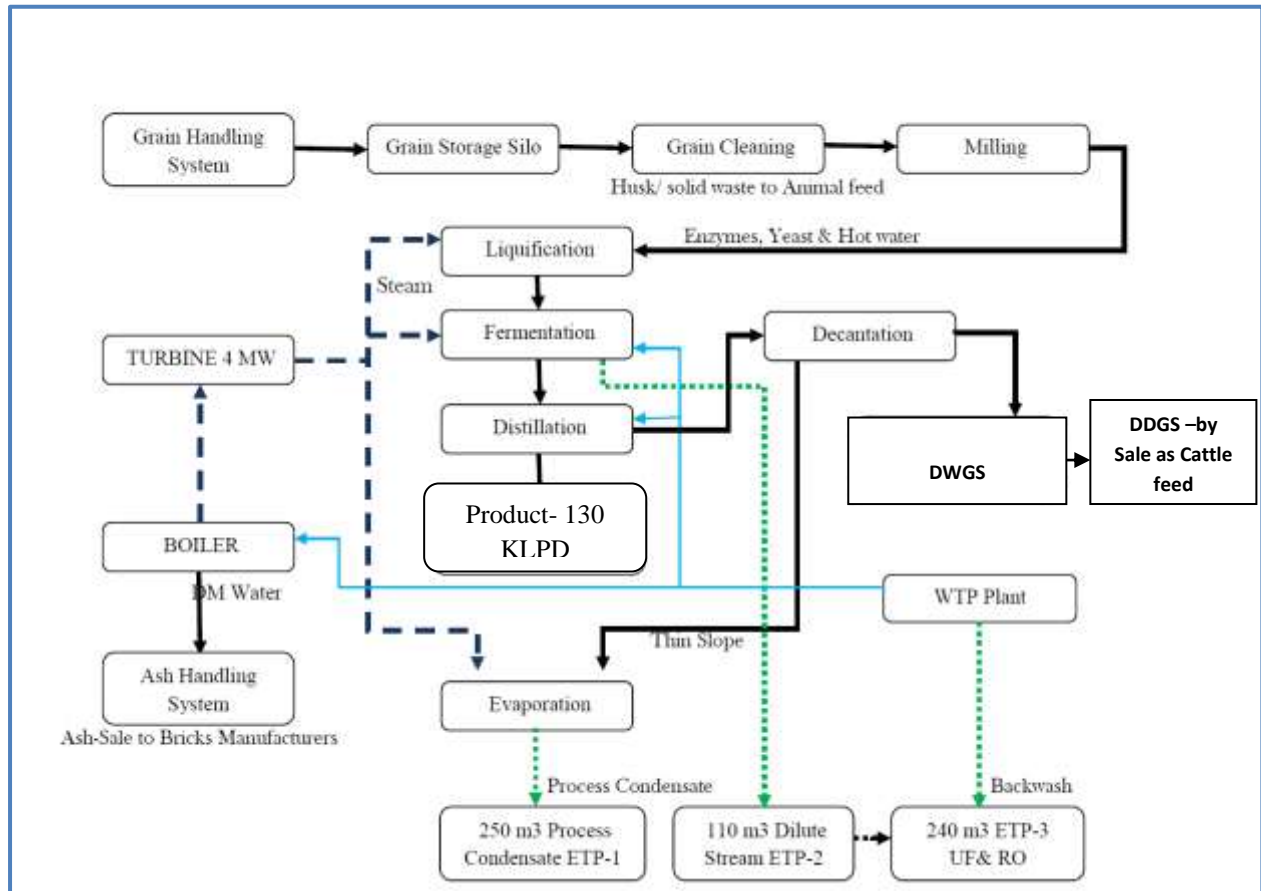 Grain Handling
System
Grain Storage Silo
Grain Cleaning
Milling
Husk/ solid waste to Animal feed
Enzymes, Yeast & Hot water
Liquification
Steam
Fermentation
Decantation
TURBINE 4 MW
Distillation
DWGS
DDGS –by
Sale as Cattle
feed
Product- 130
KLPD
BOILER
DM Water
WTP Plant
Thin Slope
Ash Handling
System
Evaporation
Ash-Sale to Bricks Manufacturers
Process Condensate
Backwash
250 m3 Process
Condensate ETP-1
110 m3 Dilute
Stream ETP-2
240 m3 ETP-3
UF& RO